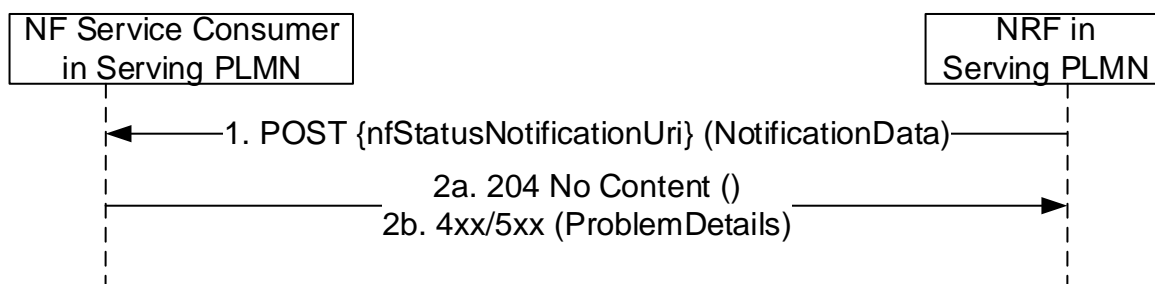 NF Service Consumer
in Serving PLMN
NRF in
Serving PLMN
1. POST {nfStatusNotificationUri} (NotificationData)
2a. 204 No Content ()
2b. 4xx/5xx (ProblemDetails)